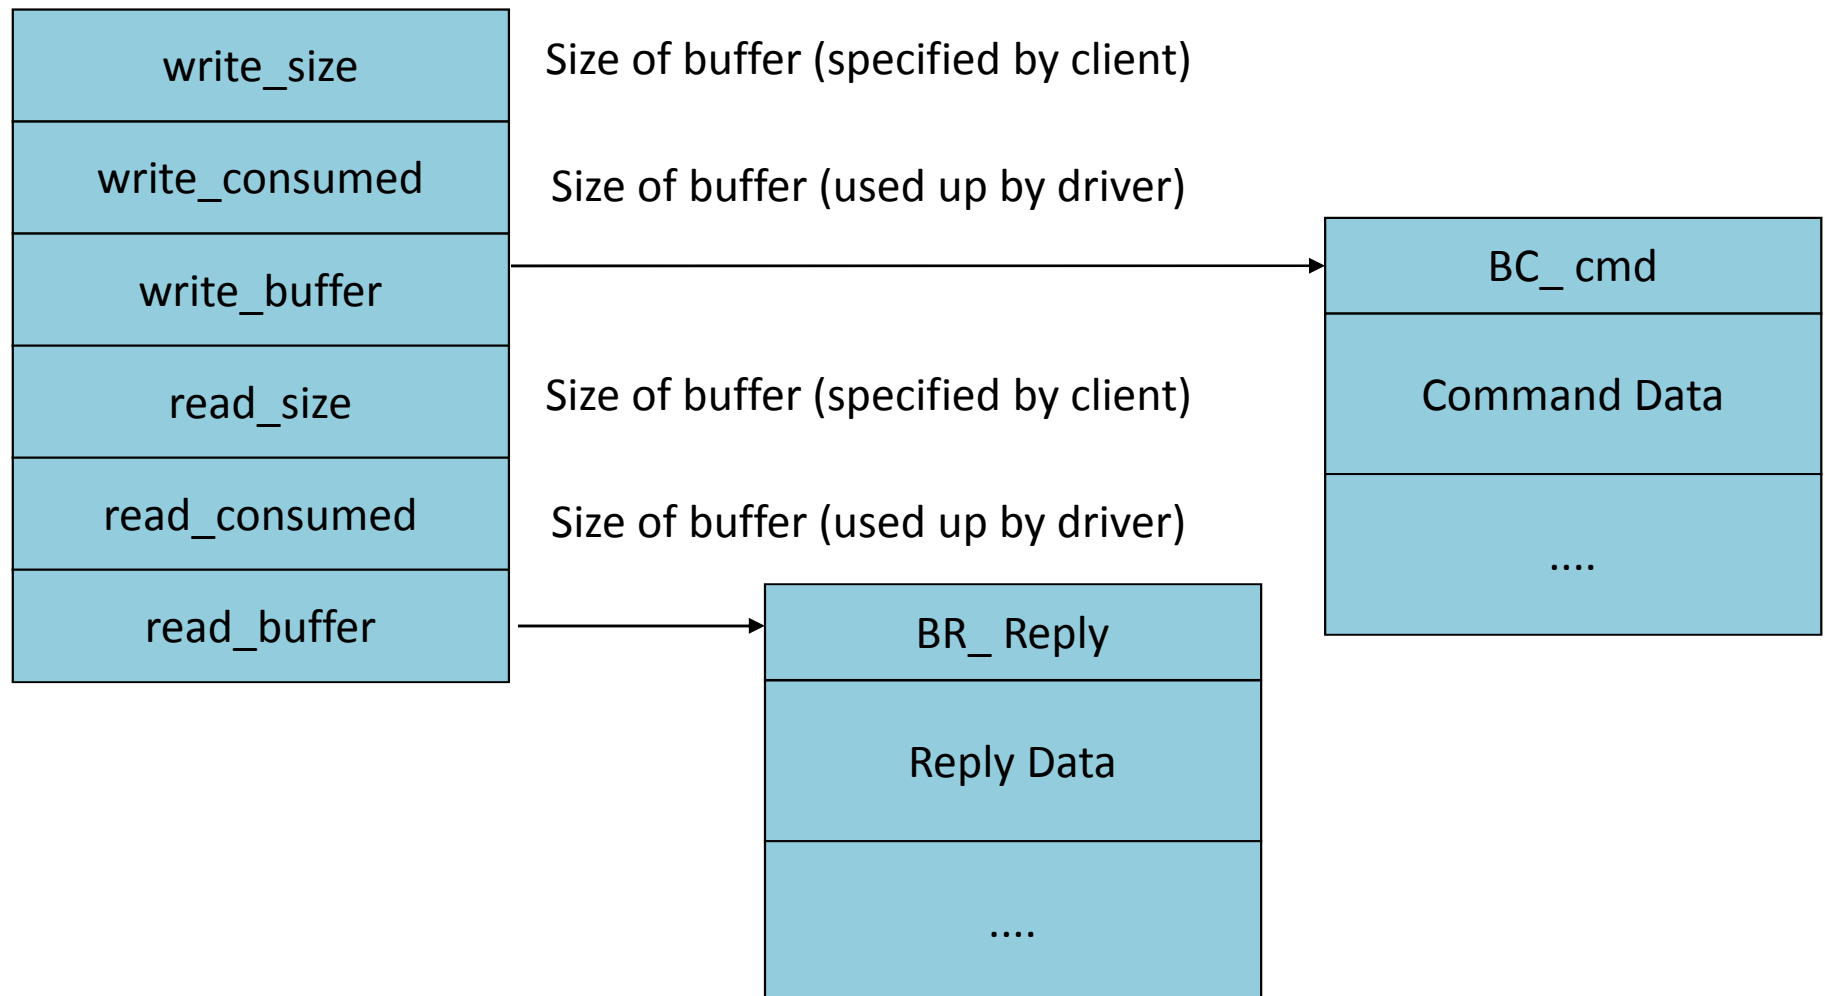 write_size
Size of buffer (specified by client)
write_consumed
Size of buffer (used up by driver)
write_buffer
BC_ cmd
read_size
Size of buffer (specified by client)
Command Data
read_consumed
Size of buffer (used up by driver)
....
read_buffer
BR_ Reply
Reply Data
....